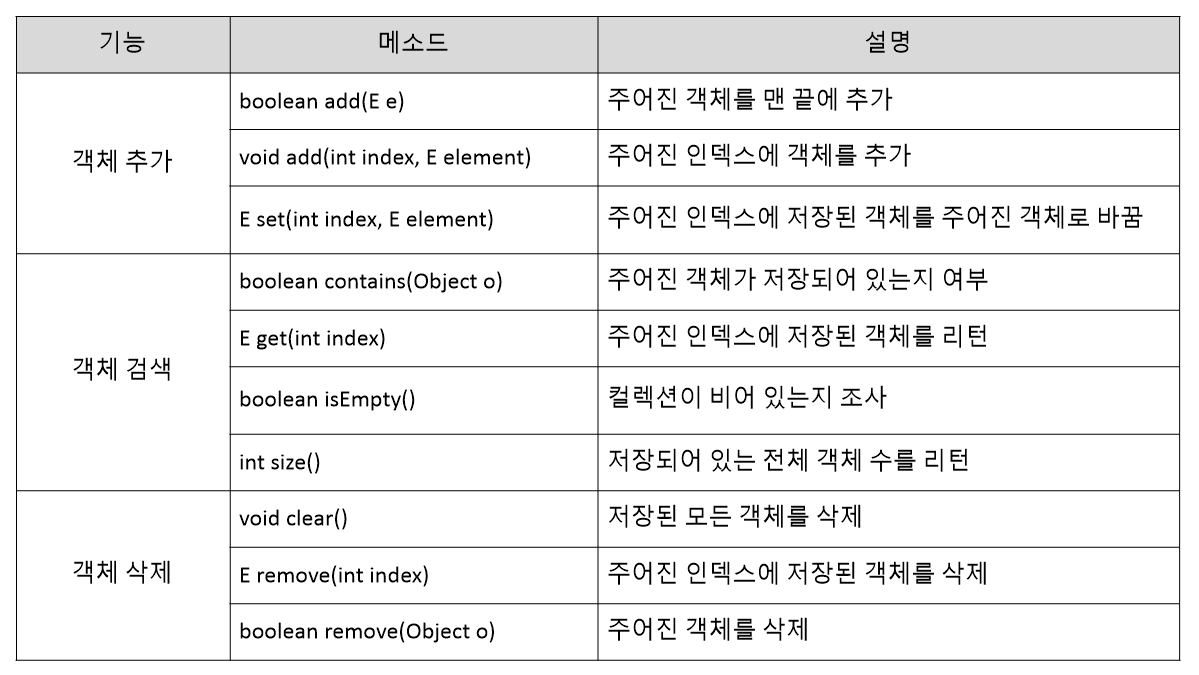 기능 메소드 설명
객체 추가
boolean add(E e) 주어진 객체를 맨 끝에 추가
void add(int index, E element) 주어진 인덱스에 객체를 추가
E set(int index, E element) 주어진 인덱스에 저장된 객체를 주어진 객체로 바꿈
객체 검색
boolean contains(Object o) 주어진 객체가 저장되어 있는지 여부
E get(int index) 주어진 인덱스에 저장된 객체를 리턴
boolean isEmpty() 컬렉션이 비어 있는지 조사
int size() 저장되어 있는 전체 객체 수를 리턴
객체 삭제
void clear() 저장된 모든 객체를 삭제
E remove(int index) 주어진 인덱스에 저장된 객체를 삭제
boolean remove(Object o) 주어진 객체를 삭제